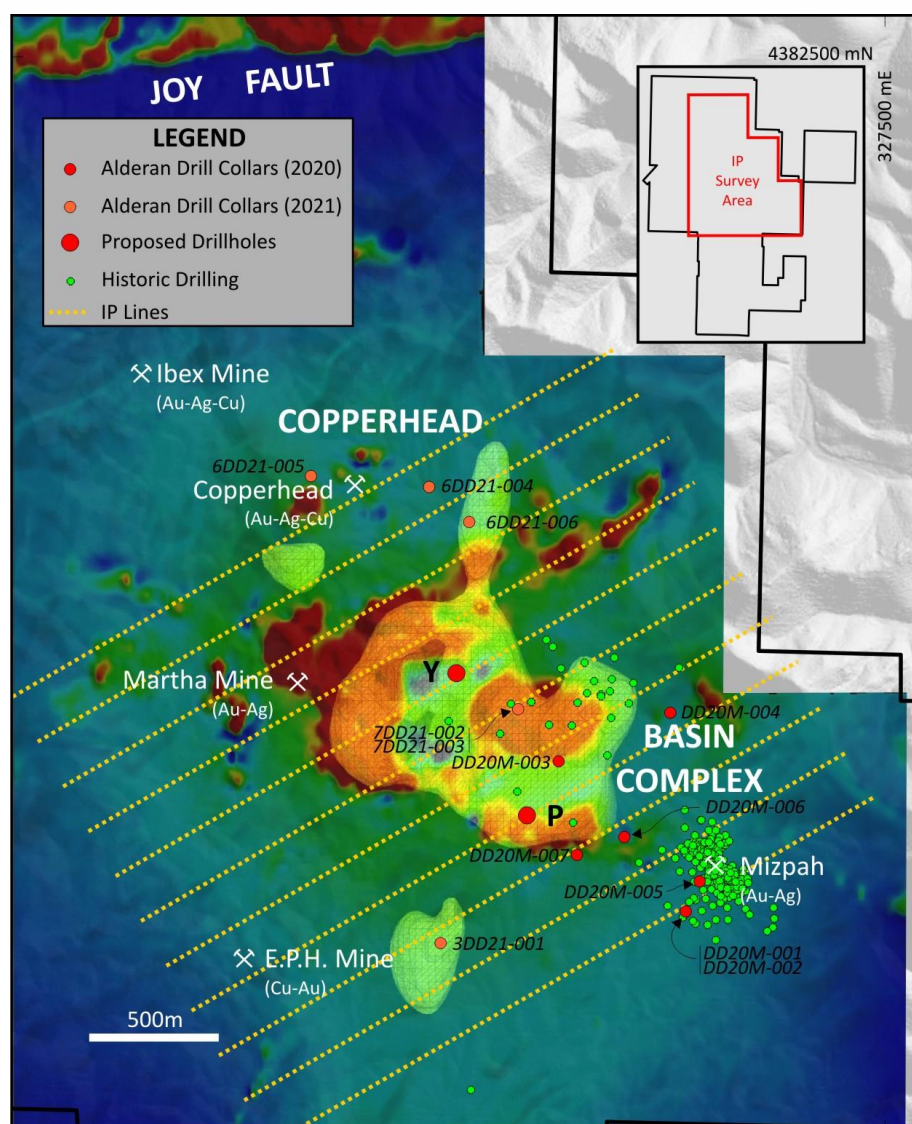 4382500 mN
327500 mE
IP
Survey
Area
JOY FAULT
LEGEND
Alderan Drill Collars (2020)
Alderan Drill Collars (2021)
Proposed Drillholes
Historic Drilling
IP Lines
Ibex Mine
(Au-Ag-Cu)
COPPERHEAD
6DD21-005
Copperhead
(Au-Ag-Cu)
6DD21-004
6DD21-006
Y
Martha Mine
(Au-Ag)
7DD21-002
7DD21-003
DD20M-004
DD20M-003
BASIN
COMPLEX
P
DD20M-006
DD20M-007
Mizpah
(Au-Ag)
DD20M-005
3DD21-001
DD20M-001
DD20M-002
E.P.H. Mine
(Cu-Au)
500m